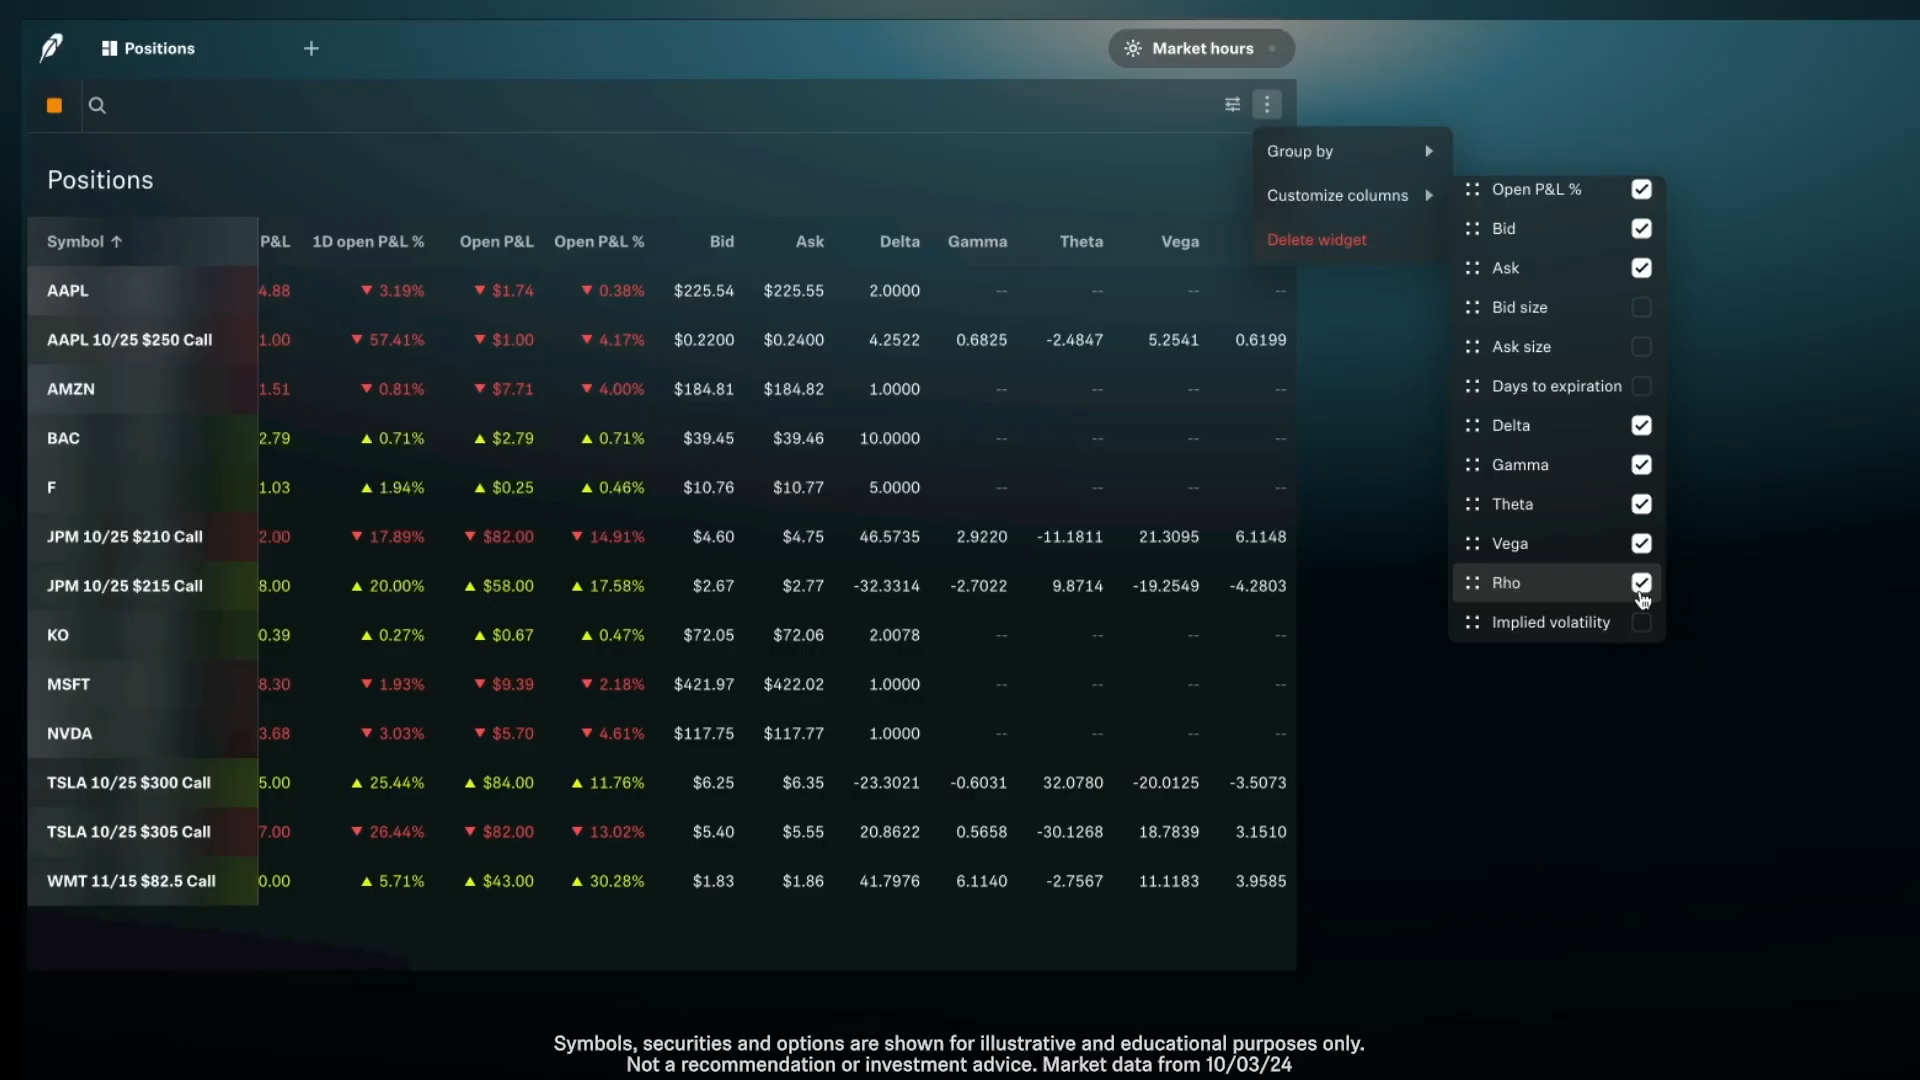 Positions
+
Market hours
Group by
Customize columns
Delete widget
Positions
Symbol ↑ P&L 1D open P&L % Open P&L Open P&L % Bid Ask Delta Gamma Theta Vega
AAPL 4.88 ▼ 3.19% ▼ $1.74 ▼ 0.38% $225.54 $225.55 2.0000 -- -- -- --
AAPL 10/25 $250 Call 1.00 ▼ 57.41% ▼ $1.00 ▼ 4.17% $0.2200 $0.2400 4.2522 0.6825 -2.4847 5.2541 0.6199
AMZN 1.51 ▼ 0.81% ▼ $7.71 ▼ 4.00% $184.81 $184.82 1.0000 -- -- -- --
BAC 2.79 ▲ 0.71% ▲ $2.79 ▲ 0.71% $39.45 $39.46 10.0000 -- -- -- --
F 1.03 ▲ 1.94% ▲ $0.25 ▲ 0.46% $10.76 $10.77 5.0000 -- -- -- --
JPM 10/25 $210 Call 2.00 ▼ 17.89% ▼ $82.00 ▼ 14.91% $4.60 $4.75 46.5735 2.9220 -11.1811 21.3095 6.1148
JPM 10/25 $215 Call 8.00 ▲ 20.00% ▲ $58.00 ▲ 17.58% $2.67 $2.77 -32.3314 -2.7022 9.8714 -19.2549 -4.2803
KO 0.39 ▲ 0.27% ▲ $0.67 ▲ 0.47% $72.05 $72.06 2.0078 -- -- -- --
MSFT 8.30 ▼ 1.93% ▼ $9.39 ▼ 2.18% $421.97 $422.02 1.0000 -- -- -- --
NVDA 3.68 ▼ 3.03% ▼ $5.70 ▼ 4.61% $117.75 $117.77 1.0000 -- -- -- --
TSLA 10/25 $300 Call 5.00 ▲ 25.44% ▲ $84.00 ▲ 11.76% $6.25 $6.35 -23.3021 -0.6031 32.0780 -20.0125 -3.5073
TSLA 10/25 $305 Call 7.00 ▼ 26.44% ▼ $82.00 ▼ 13.02% $5.40 $5.55 20.8622 0.5658 -30.1268 18.7839 3.1510
WMT 11/15 $82.5 Call 0.00 ▲ 5.71% ▲ $43.00 ▲ 30.28% $1.83 $1.86 41.7976 6.1140 -2.7567 11.1183 3.9585
Open P&L %
Bid
Ask
Bid size
Ask size
Days to expiration
Delta
Gamma
Theta
Vega
Rho
Implied volatility
Symbols, securities and options are shown for illustrative and educational purposes only.
Not a recommendation or investment advice. Market data from 10/03/24